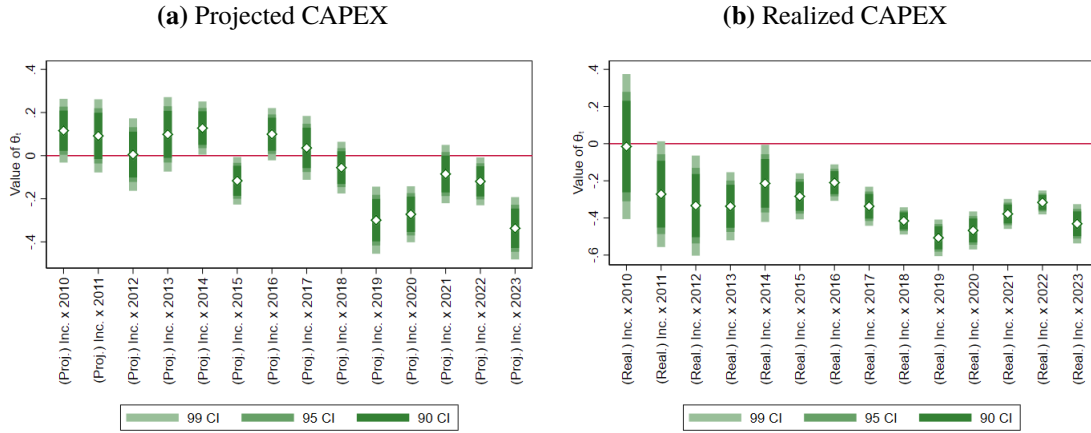 (a) Projected CAPEX
Value of θt
.4
.2
0
-.2
-.4
(Proj.) Inc. x 2010
(Proj.) Inc. x 2011
(Proj.) Inc. x 2012
(Proj.) Inc. x 2013
(Proj.) Inc. x 2014
(Proj.) Inc. x 2015
(Proj.) Inc. x 2016
(Proj.) Inc. x 2017
(Proj.) Inc. x 2018
(Proj.) Inc. x 2019
(Proj.) Inc. x 2020
(Proj.) Inc. x 2021
(Proj.) Inc. x 2022
(Proj.) Inc. x 2023
99 CI 95 CI 90 CI
(b) Realized CAPEX
Value of θt
.4
.2
0
-.2
-.4
-.6
(Real.) Inc. x 2010
(Real.) Inc. x 2011
(Real.) Inc. x 2012
(Real.) Inc. x 2013
(Real.) Inc. x 2014
(Real.) Inc. x 2015
(Real.) Inc. x 2016
(Real.) Inc. x 2017
(Real.) Inc. x 2018
(Real.) Inc. x 2019
(Real.) Inc. x 2020
(Real.) Inc. x 2021
(Real.) Inc. x 2022
(Real.) Inc. x 2023
99 CI 95 CI 90 CI